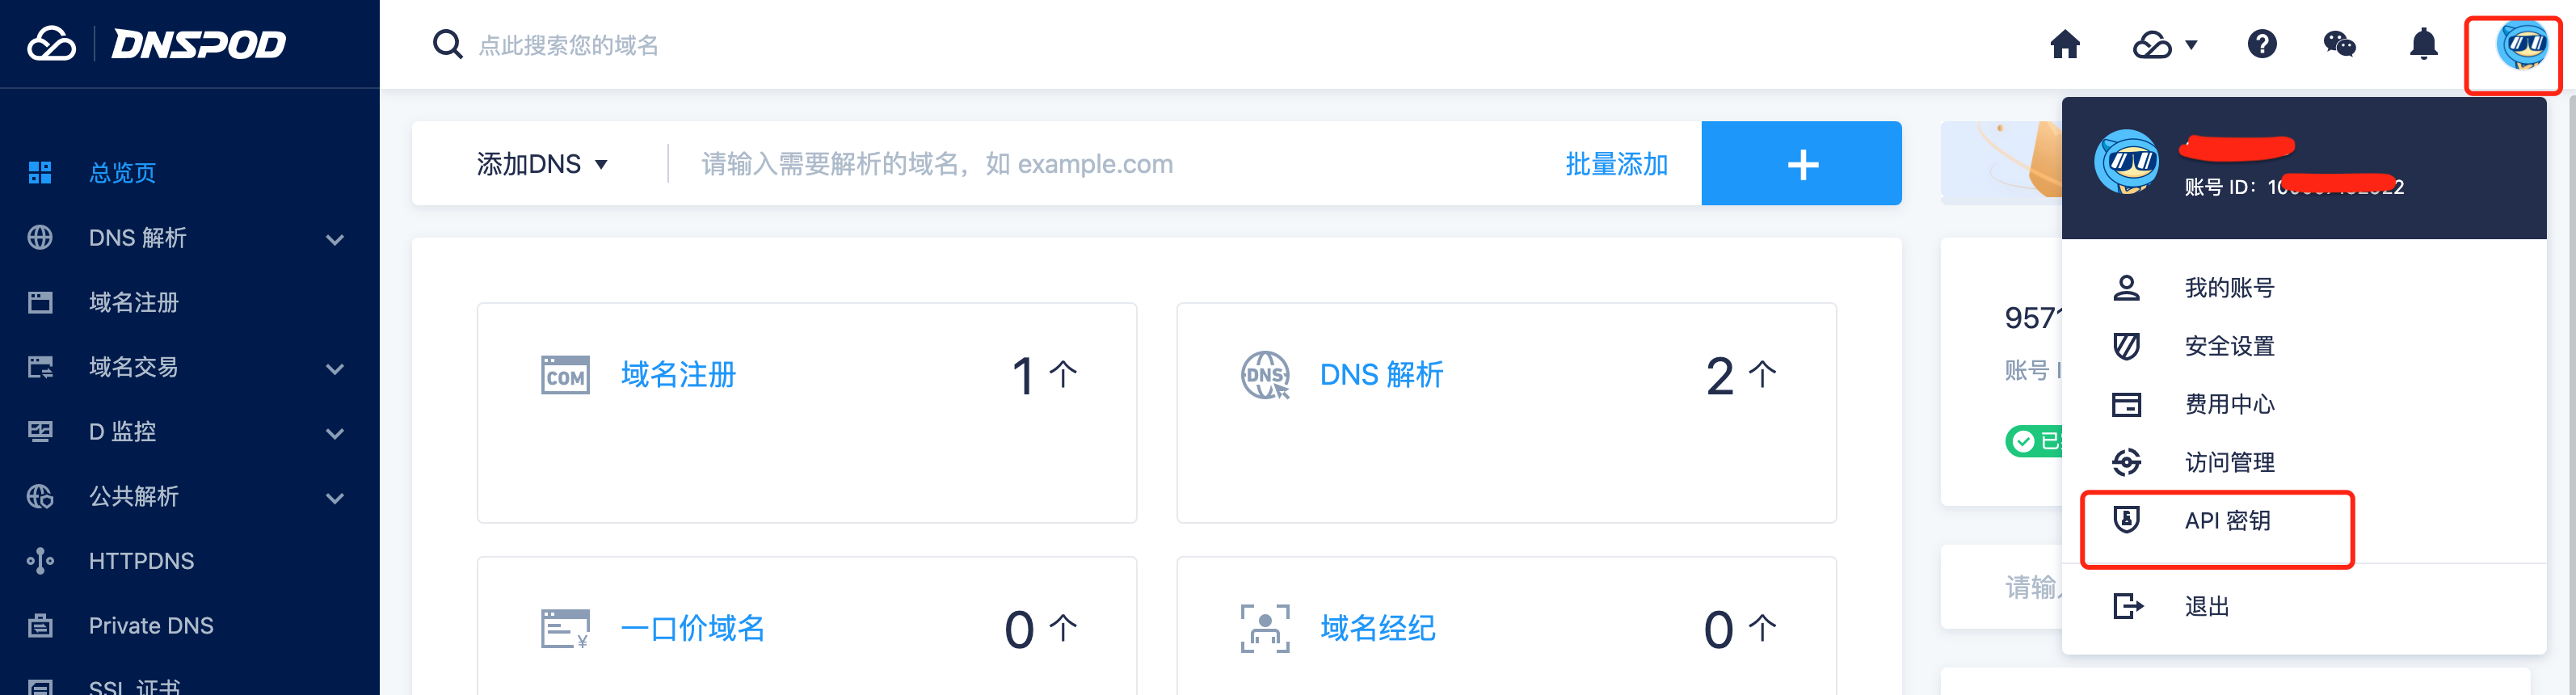 DNSPOD
点此搜索您的域名
总览页
DNS 解析
域名注册
域名交易
D 监控
公共解析
HTTPDNS
Private DNS
SSL 证书
添加DNS
请输入需要解析的域名，如 example.com
批量添加
COM
域名注册
1 个
DNS
DNS 解析
2 个
一口价域名
0 个
域名经纪
0 个
9571
账号 I
已
请输
账号 ID：
我的账号
安全设置
费用中心
访问管理
API 密钥
退出